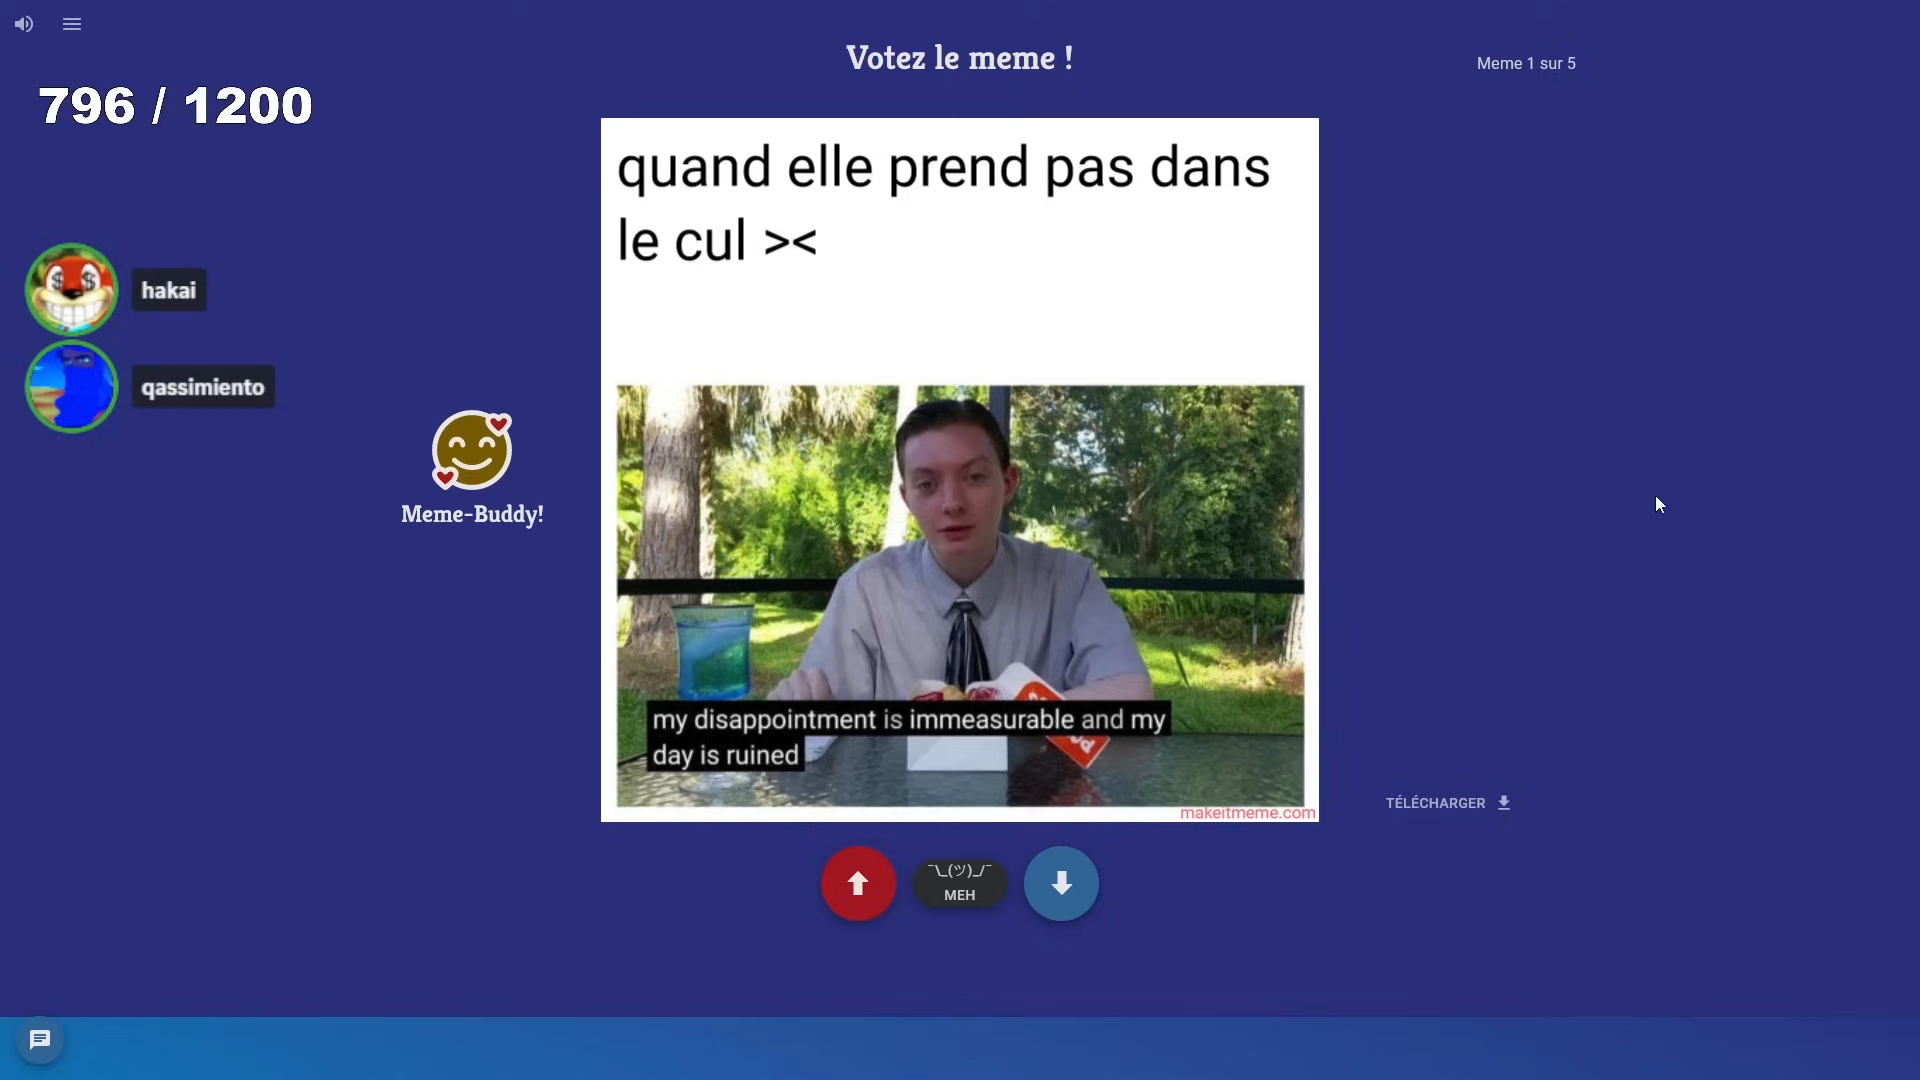 Votez le meme !
Meme 1 sur 5
796 / 1200
quand elle prend pas dans
le cul ><
hakai
qassimiento
Meme-Buddy!
my disappointment is immeasurable and my
day is ruined
makeitmeme.com
TÉLÉCHARGER
¯\_(ツ)_/¯
MEH